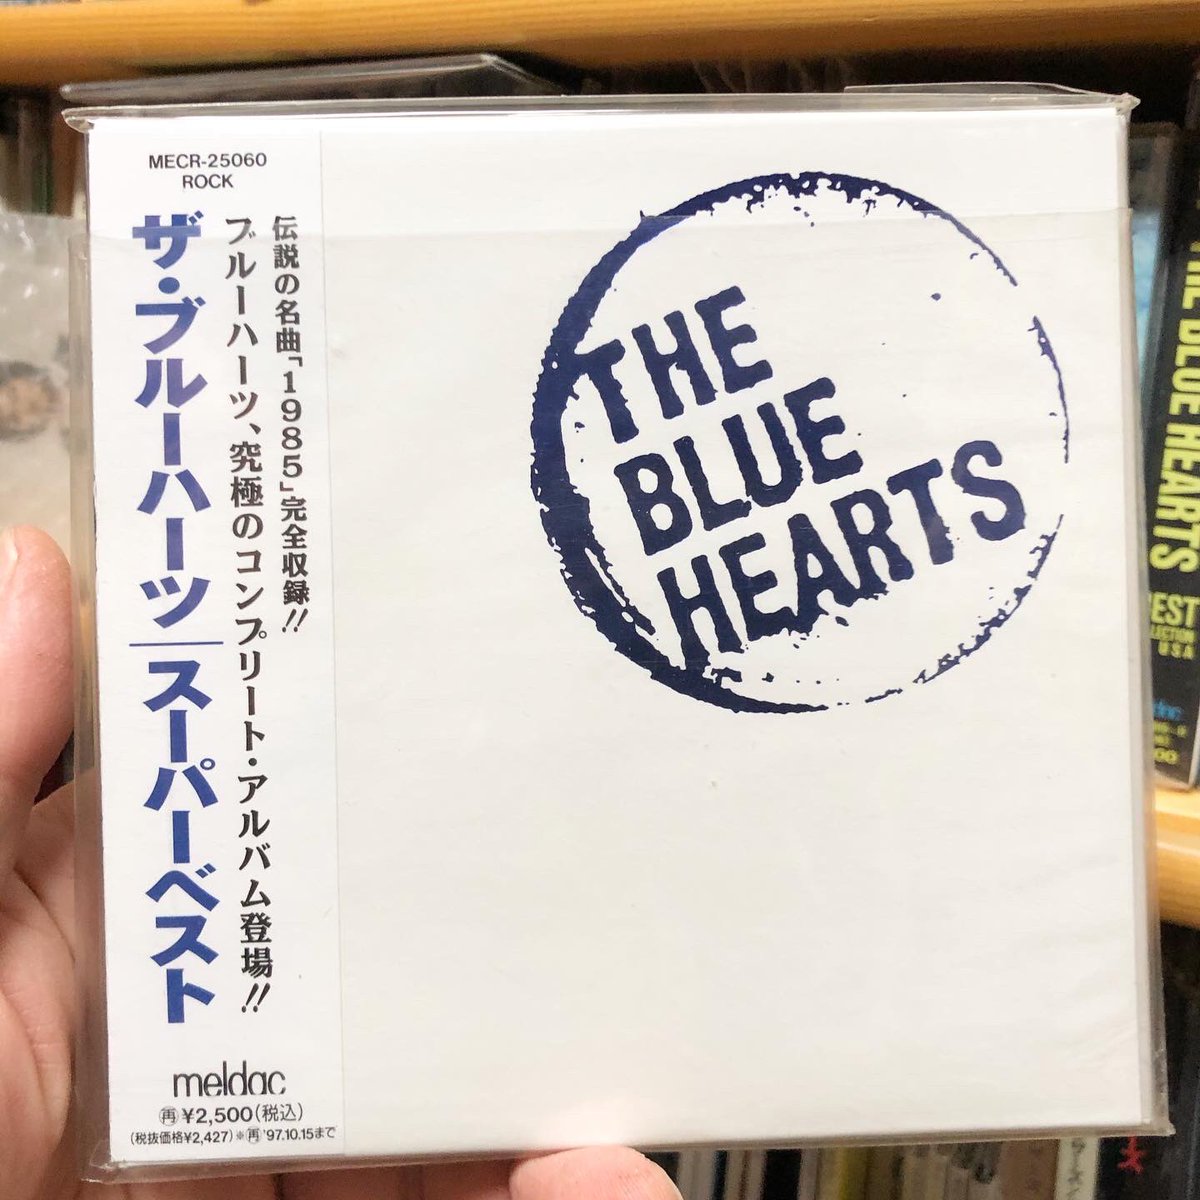 MECR-25060
ROCK
伝説の名曲「1985」完全収録!!
ブルーハーツ、究極のコンプリート・アルバム登場!!
ザ・ブルーハーツ|スーパーベスト
meldac
再¥2,500(税込)
(税抜価格¥2,427)※再'97.10.15まで
THE
BLUE
HEARTS
THE BLUE HEARTS
BEST
U.S.A